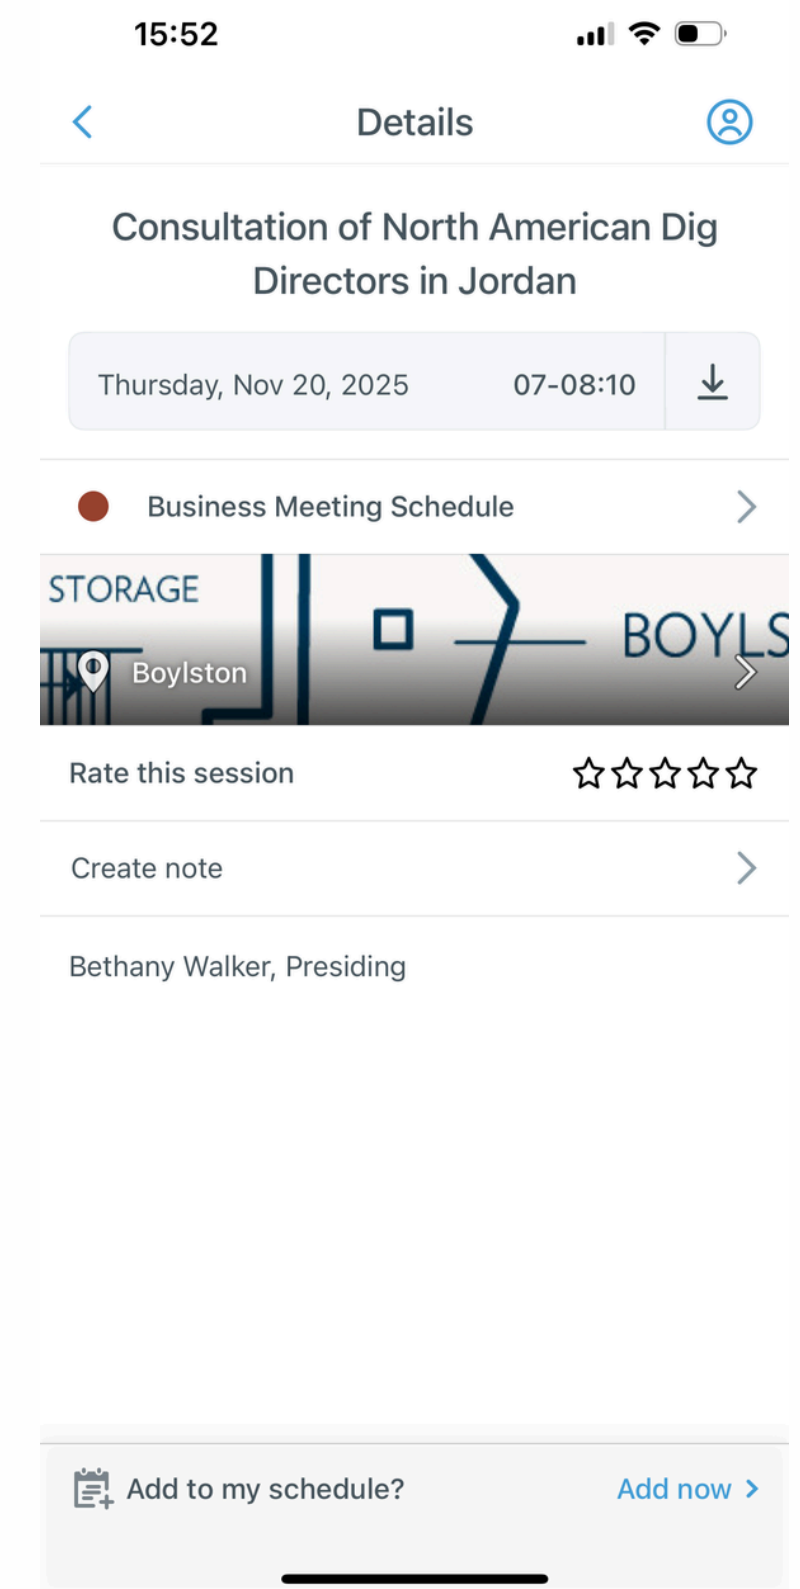 15:52
Details
Consultation of North American Dig
Directors in Jordan
Thursday, Nov 20, 2025 07-08:10
Business Meeting Schedule
STORAGE
BOYLS
Boylston
Rate this session
Create note
Bethany Walker, Presiding
Add to my schedule? Add now